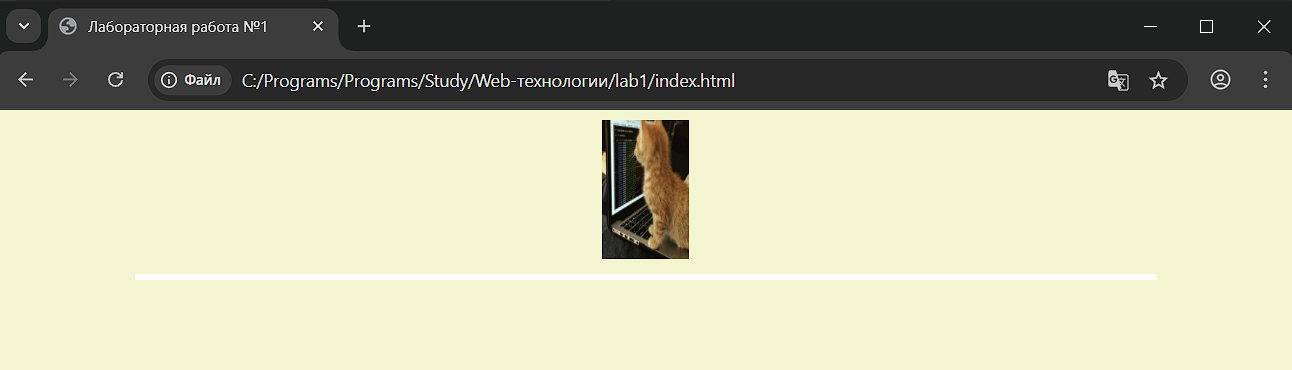 Лабораторная работа №1
Файл
C:/Programs/Programs/Study/Web-технологии/lab1/index.html